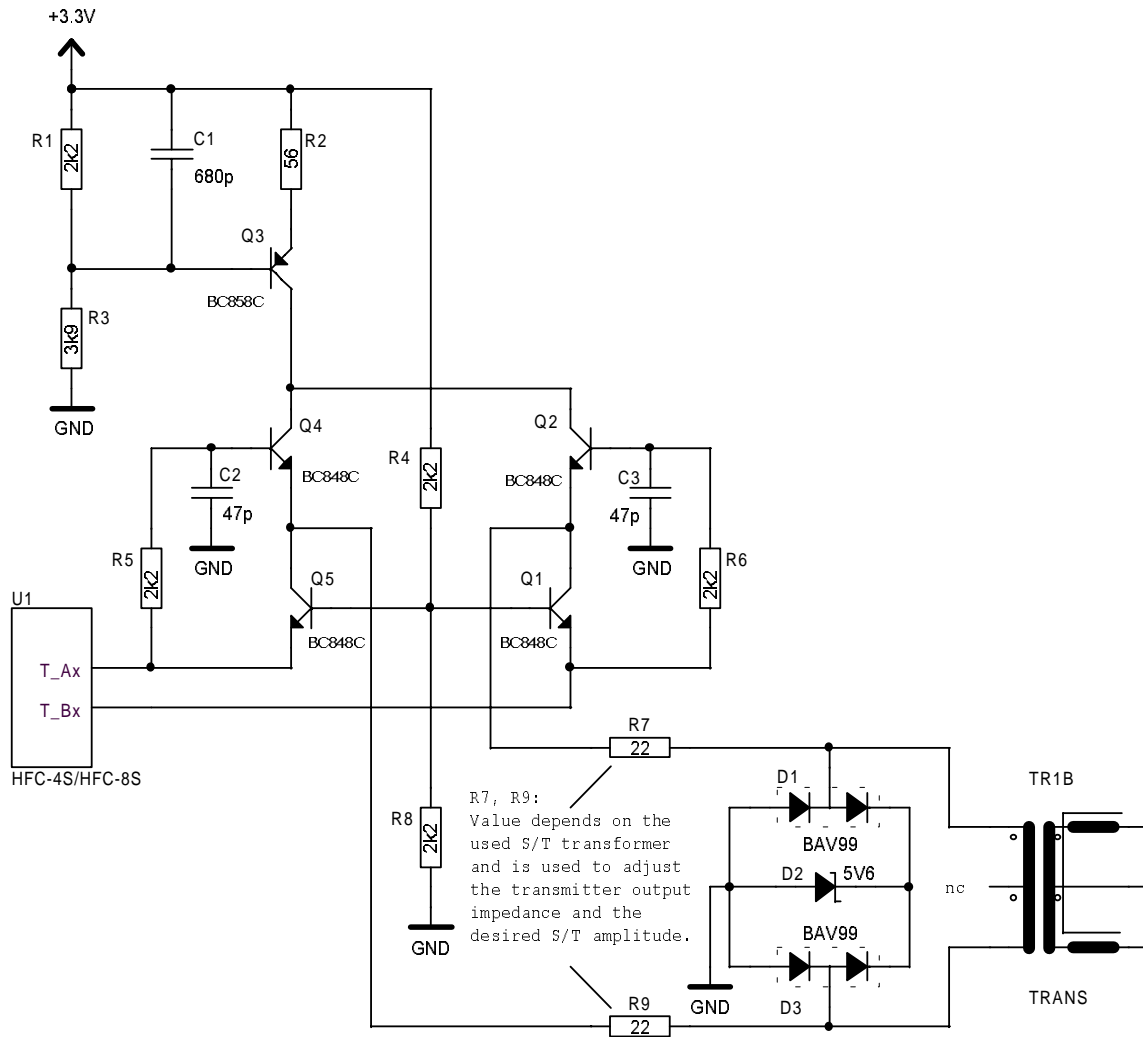 +3.3V
R1
2k2
C1
680p
56
R2
Q3
BC858C
3k9
R3
GND
Q4
BC848C
Q2
BC848C
R4
2k2
C2
47p
GND
C3
47p
GND
R5
2k2
R6
2k2
Q5
BC848C
Q1
BC848C
U1
T_Ax
T_Bx
HFC-4S/HFC-8S
R7
22
R8
2k2
GND
R7, R9:
Value depends on the
used S/T transformer
and is used to adjust
the transmitter output
impedance and the
desired S/T amplitude.
D1
BAV99
D2
5V6
BAV99
D3
GND
R9
22
nc
TR1B
TRANS